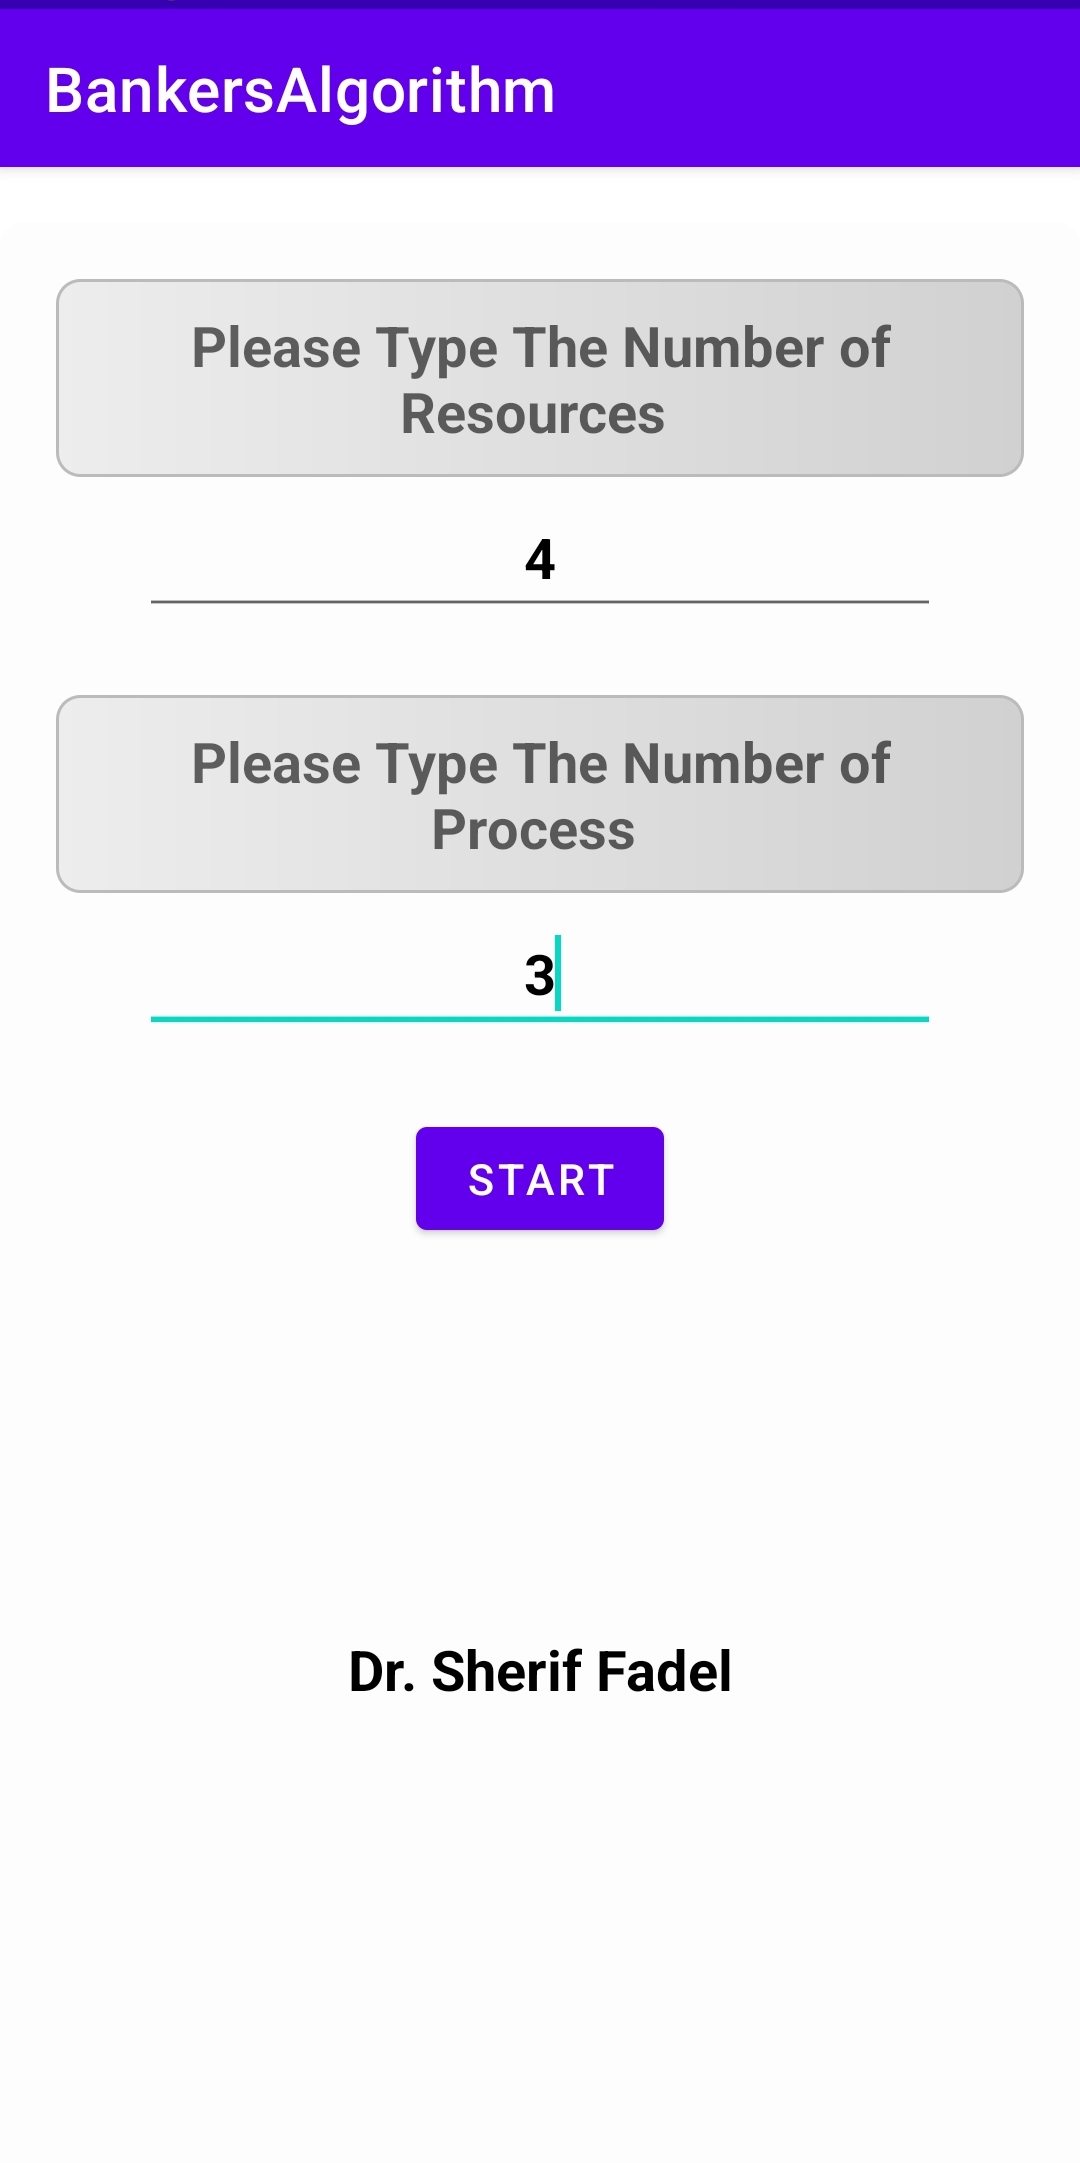 BankersAlgorithm
Please Type The Number of
Resources
4
Please Type The Number of
Process
3
START
Dr. Sherif Fadel